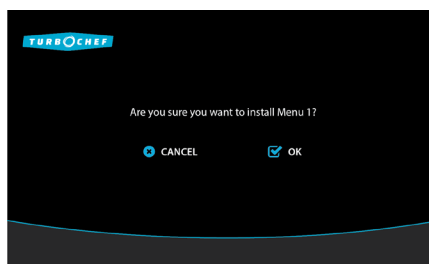 TURBOCHEF
Are you sure you want to install Menu 1?
CANCEL
OK